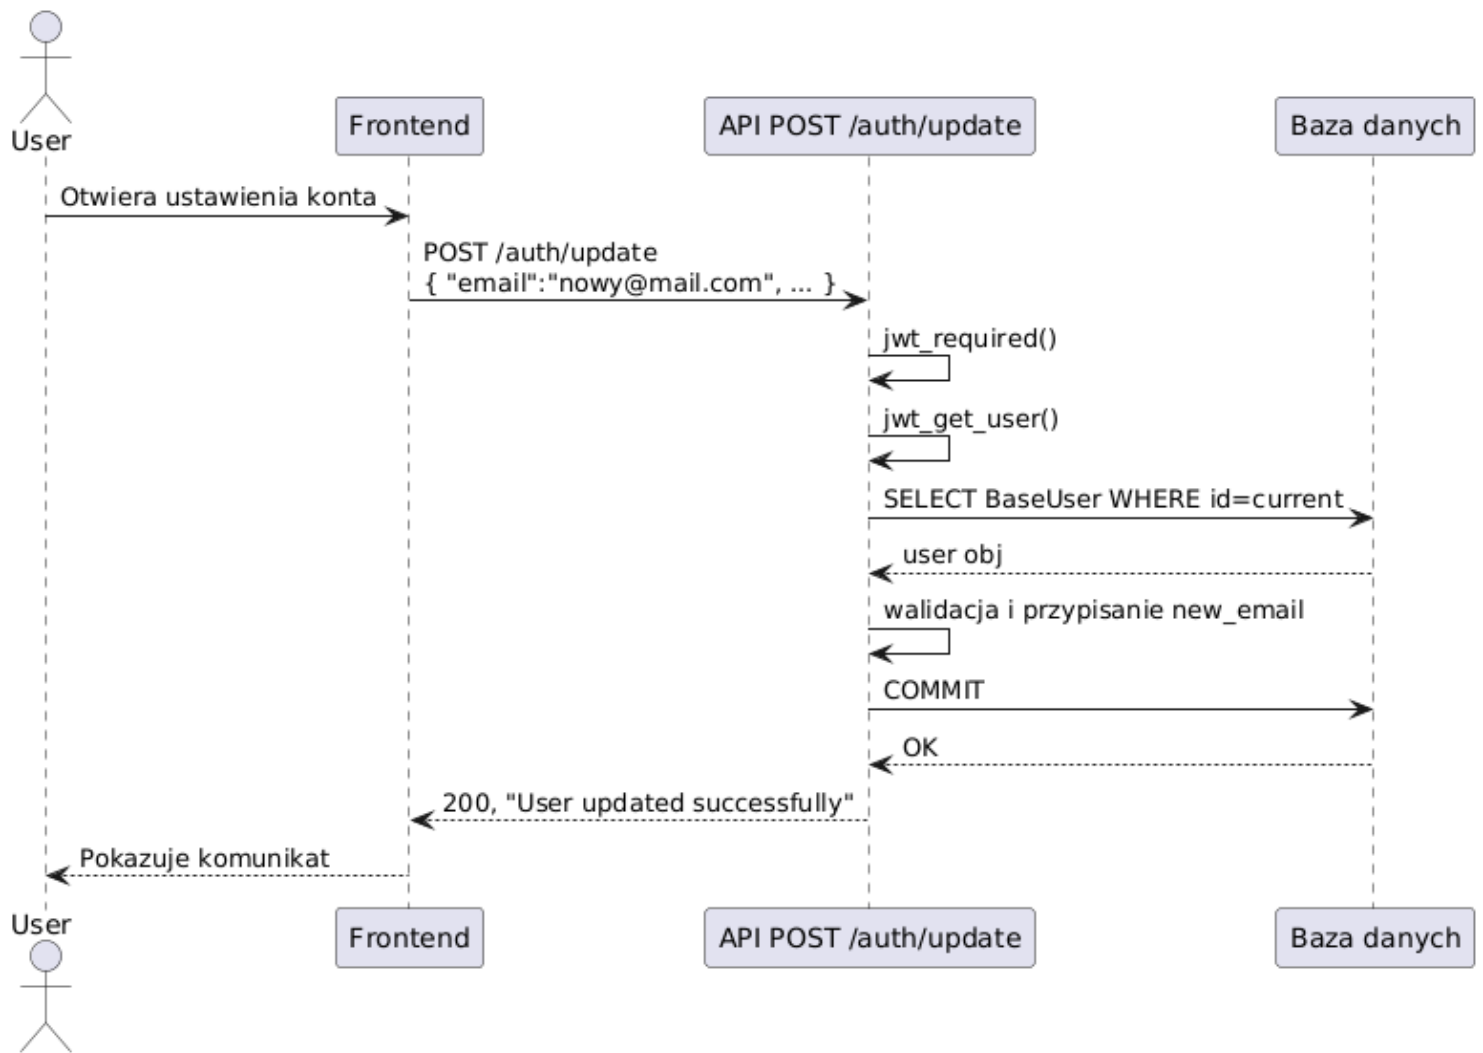 User
Frontend
API POST /auth/update
Baza danych
Otwiera ustawienia konta
POST /auth/update
{ "email":"nowy@mail.com", ... }
jwt_required()
jwt_get_user()
SELECT BaseUser WHERE id=current
user obj
walidacja i przypisanie new_email
COMMIT
OK
200, "User updated successfully"
Pokazuje komunikat
User
Frontend
API POST /auth/update
Baza danych